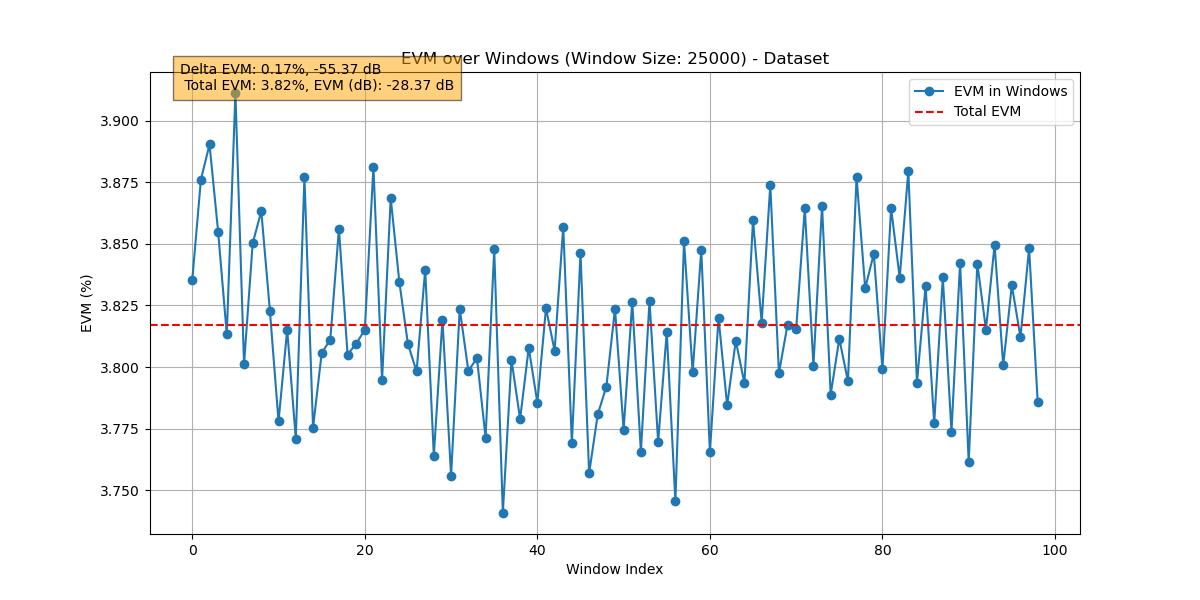 EVM over Windows (Window Size: 25000) - Dataset
Delta EVM: 0.17%, -55.37 dB
Total EVM: 3.82%, EVM (dB): -28.37 dB
EVM in Windows
Total EVM
3.900
3.875
3.850
3.825
3.800
3.775
3.750
EVM (%)
0 20 40 60 80 100
Window Index